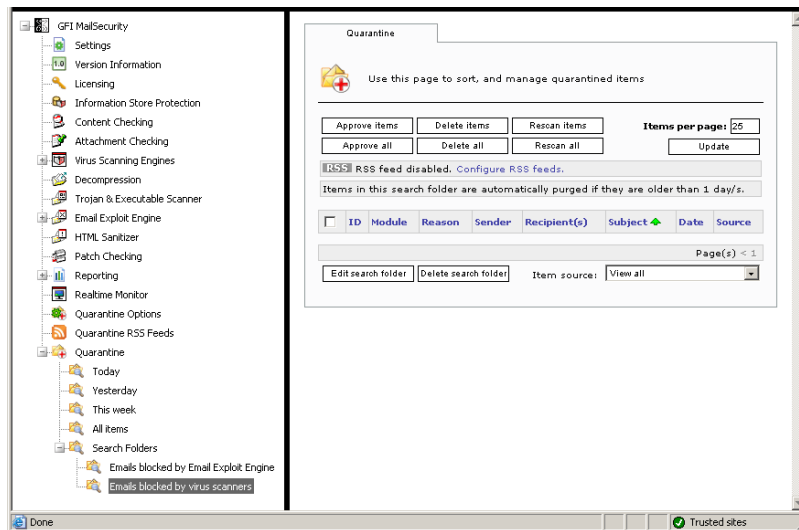 GFI MailSecurity
Settings
1.0 Version Information
Licensing
Information Store Protection
Content Checking
Attachment Checking
Virus Scanning Engines
Decompression
Trojan & Executable Scanner
Email Exploit Engine
HTML Sanitizer
Patch Checking
Reporting
Realtime Monitor
Quarantine Options
Quarantine RSS Feeds
Quarantine
Today
Yesterday
This week
All items
Search Folders
Emails blocked by Email Exploit Engine
Emails blocked by virus scanners
Quarantine
Use this page to sort, and manage quarantined items
Approve items Delete items Rescan items Items per page: 25
Approve all Delete all Rescan all Update
RSS RSS feed disabled. Configure RSS feeds.
Items in this search folder are automatically purged if they are older than 1 day/s.
ID Module Reason Sender Recipient(s) Subject Date Source
Page(s) < 1
Edit search folder Delete search folder Item source: View all
Done Trusted sites